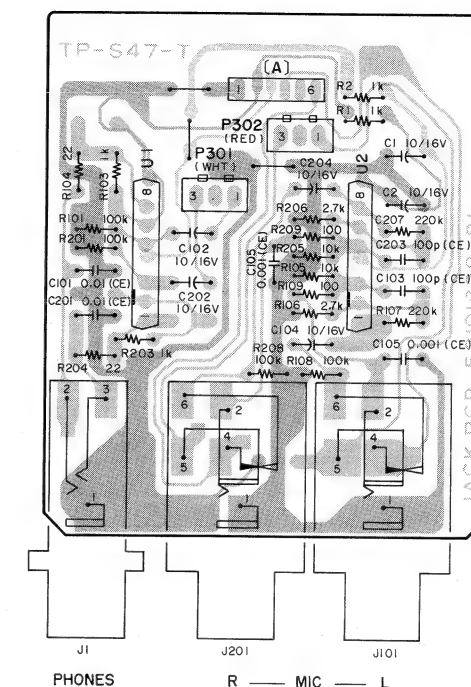 TP-S47-T
(A)
1 6
R2 1k
R1 1k
P302
(RED)
3 1
P301
(WHT)
3 . 1
R104 22
R103 1k
U1
8
1
U2
8
1
C1 10/16V
C204
10/16V
C2 10/16V
R206 2.7k
C207 220k
R209 100
C203 100p(CE)
R205 10k
R105 10k
C103 100p(CE)
R109 100
R106 2.7k
R107 220k
C104 10/16V
C105 0.001(CE)
R208
100k
R108 100k
C105
0.001(CE)
R101 100k
R201 100k
C102
10/16V
C101 0.01(CE)
C202
10/16V
C201 0.01(CE)
R203 1k
R204 22
JACK PCB
2 3
1
6
2
4
5
1
6
2
4
5
1
J1
J201
J101
PHONES
R — MIC — L